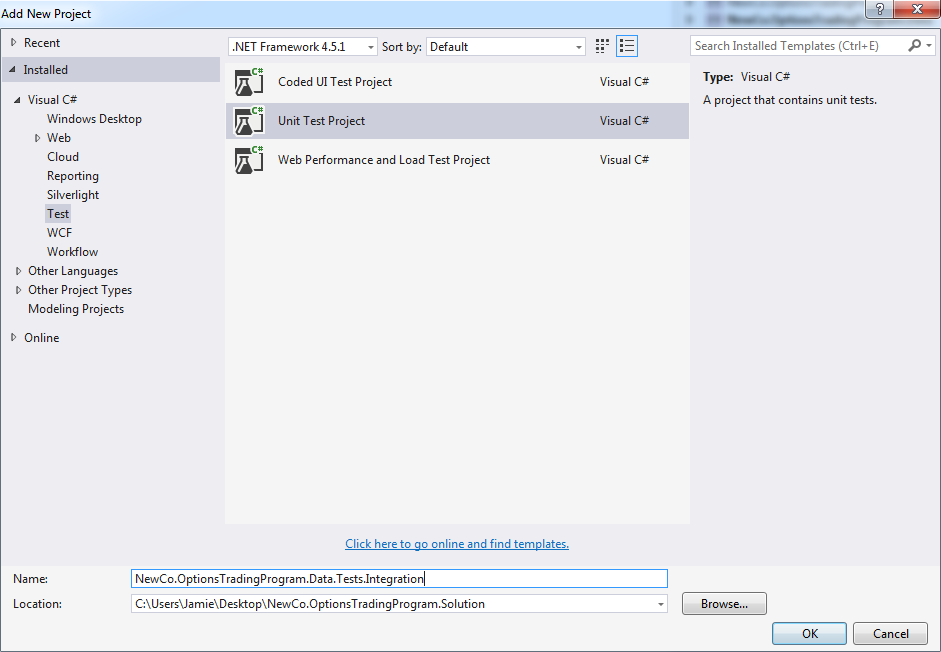 Add New Project
?
Recent
Installed
Visual C#
Windows Desktop
Web
Cloud
Reporting
Silverlight
Test
WCF
Workflow
Other Languages
Other Project Types
Modeling Projects
Online
.NET Framework 4.5.1 Sort by: Default
C# Coded UI Test Project Visual C#
C# Unit Test Project Visual C#
C# Web Performance and Load Test Project Visual C#
Search Installed Templates (Ctrl+E)
Type: Visual C#
A project that contains unit tests.
Click here to go online and find templates.
Name: NewCo.OptionsTradingProgram.Data.Tests.Integration
Location: C:\Users\Jamie\Desktop\NewCo.OptionsTradingProgram.Solution Browse...
OK Cancel